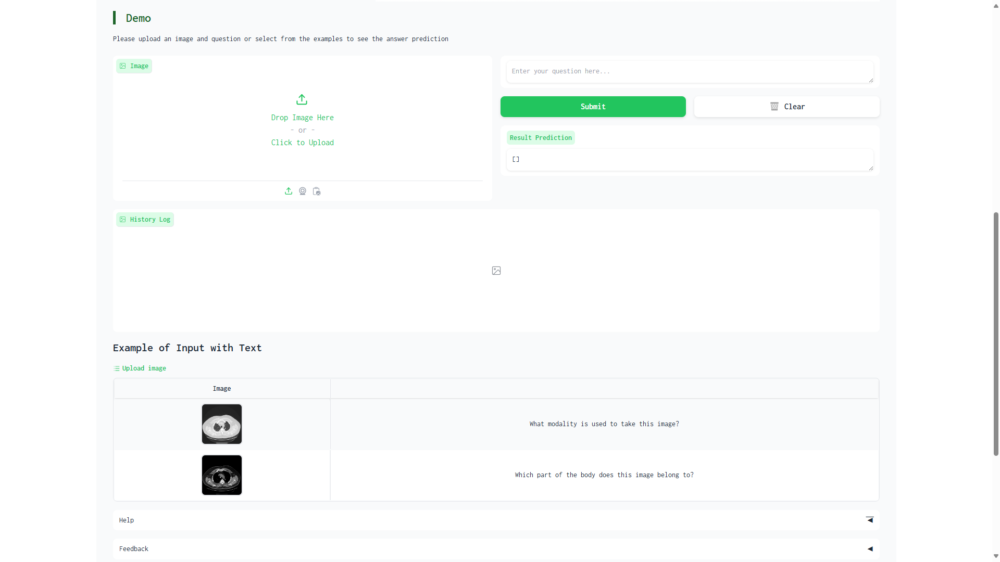 Demo
Please upload an image and question or select from the examples to see the answer prediction
Image
Drop Image Here
- or -
Click to Upload
Enter your question here...
Submit
Clear
Result Prediction
[]
History Log
Example of Input with Text
Upload image
Image
What modality is used to take this image?
Which part of the body does this image belong to?
Help
Feedback